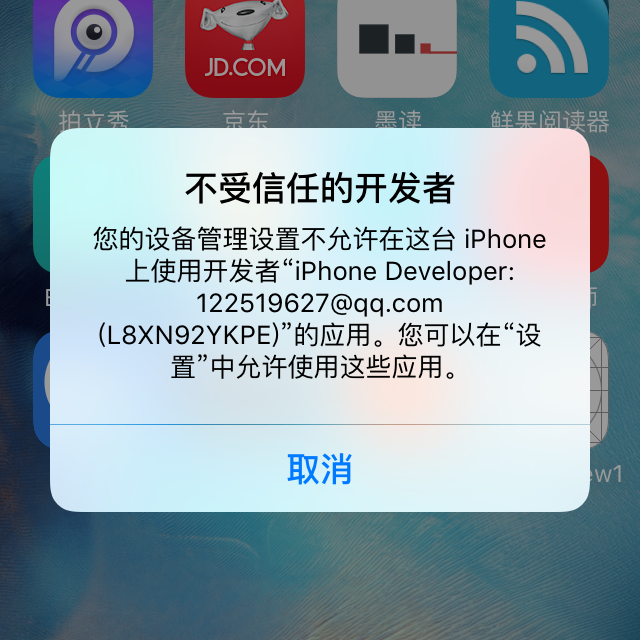 JD.COM
拍立秀
京东
墨读
鲜果阅读器
不受信任的开发者
您的设备管理设置不允许在这台 iPhone
上使用开发者“iPhone Developer:
122519627@qq.com
(L8XN92YKPE)”的应用。您可以在“设
置”中允许使用这些应用。
取消
ew1